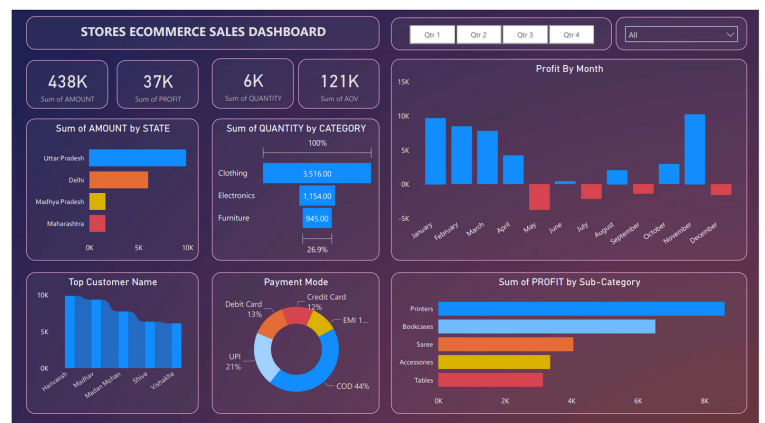 STORES ECOMMERCE SALES DASHBOARD
Qtr 1 Qtr 2 Qtr 3 Qtr 4
All
438K
Sum of AMOUNT
37K
Sum of PROFIT
6K
Sum of QUANTITY
121K
Sum of AOV
Profit By Month
15K
10K
5K
0K
-5K
January February March April May June July August September October November December
Sum of AMOUNT by STATE
Uttar Pradesh
Delhi
Madhya Pradesh
Maharashtra
0K 5K 10K
Sum of QUANTITY by CATEGORY
100%
Clothing 3,516.00
Electronics 1,154.00
Furniture 945.00
26.9%
Top Customer Name
10K
5K
0K
Harivansh Madhav Madan Mohan Shiva Vishakha
Payment Mode
Credit Card
12%
Debit Card
13%
EMI 1...
UPI
21%
COD 44%
Sum of PROFIT by Sub-Category
Printers
Bookcases
Saree
Accessories
Tables
0K 2K 4K 6K 8K